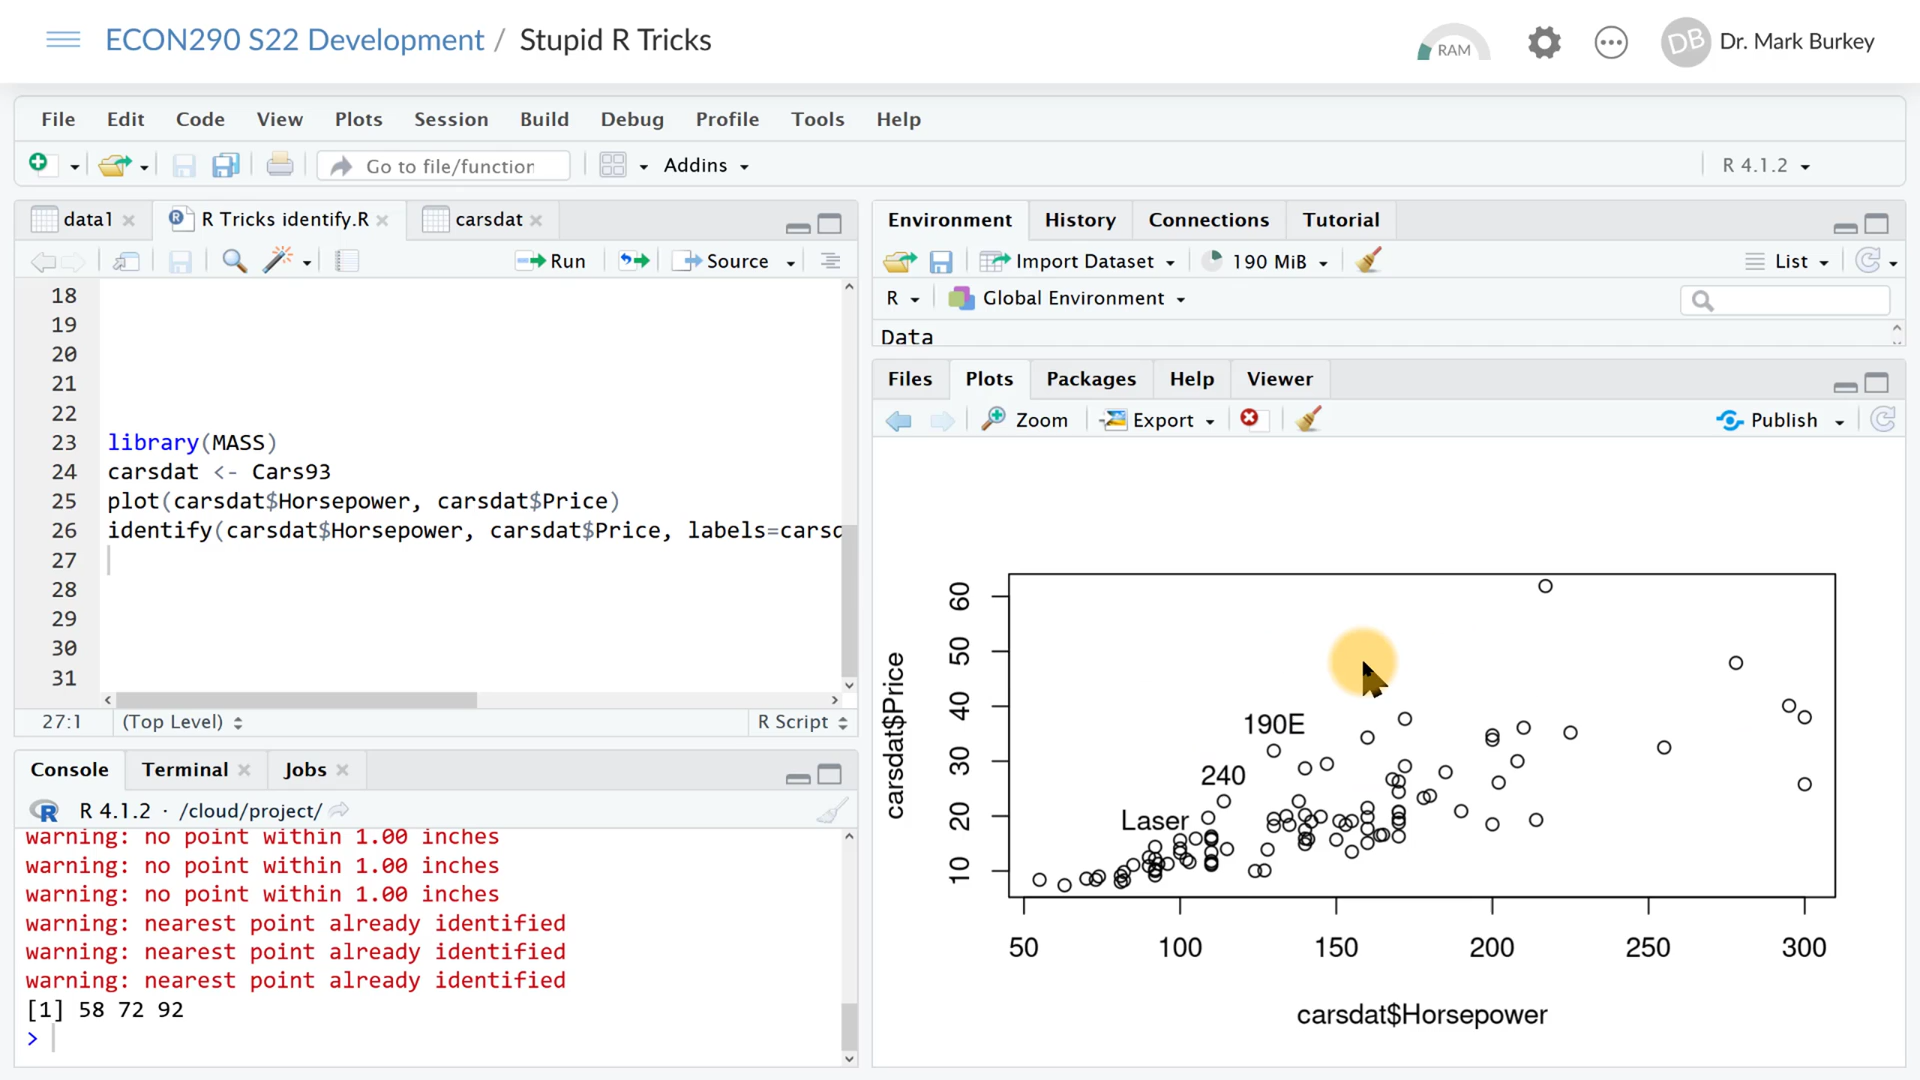 ECON290 S22 Development / Stupid R Tricks
RAM
DB Dr. Mark Burkey
File Edit Code View Plots Session Build Debug Profile Tools Help
Go to file/function Addins R 4.1.2
data1 R Tricks identify.R carsdat
Run Source
18
19
20
21
22
23 library(MASS)
24 carsdat <- Cars93
25 plot(carsdat$Horsepower, carsdat$Price)
26 identify(carsdat$Horsepower, carsdat$Price, labels=carsd
27
28
29
30
31
27:1 (Top Level) R Script
Console Terminal Jobs
R 4.1.2 · /cloud/project/
warning: no point within 1.00 inches
warning: no point within 1.00 inches
warning: no point within 1.00 inches
warning: nearest point already identified
warning: nearest point already identified
warning: nearest point already identified
[1] 58 72 92
>
Environment History Connections Tutorial
Import Dataset 190 MiB List
R Global Environment
Data
Files Plots Packages Help Viewer
Zoom Export Publish
carsdat$Price
60
50
40
30
20
10
190E
240
Laser
50 100 150 200 250 300
carsdat$Horsepower